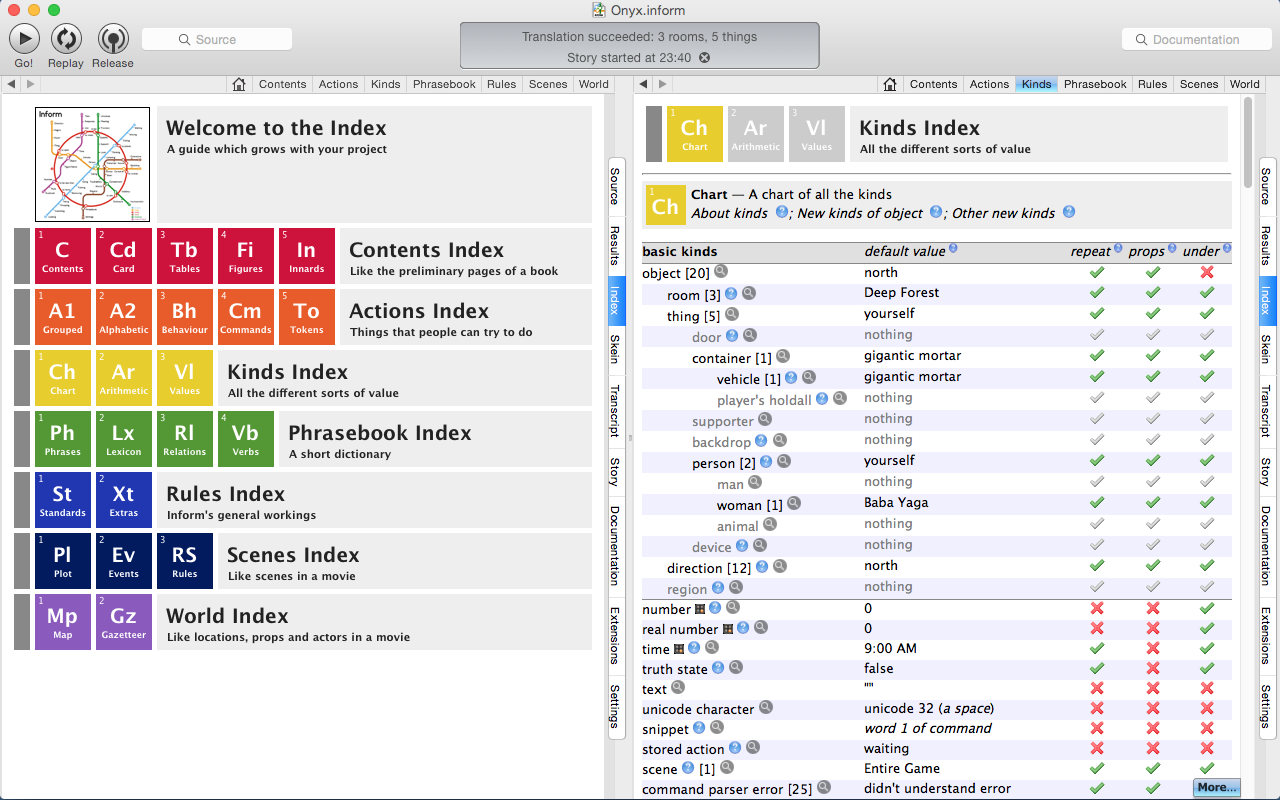 Onyx.inform
Go!
Replay
Release
Source
Translation succeeded: 3 rooms, 5 things
Story started at 23:40
Documentation
Contents
Actions
Kinds
Phrasebook
Rules
Scenes
World
Inform
Welcome to the Index
A guide which grows with your project
1 C Contents
2 Cd Card
3 Tb Tables
4 Fi Figures
5 In Innards
Contents Index
Like the preliminary pages of a book
1 A1 Grouped
2 A2 Alphabetic
3 Bh Behaviour
4 Cm Commands
5 To Tokens
Actions Index
Things that people can try to do
1 Ch Chart
2 Ar Arithmetic
3 Vl Values
Kinds Index
All the different sorts of value
1 Ph Phrases
2 Lx Lexicon
3 Rl Relations
4 Vb Verbs
Phrasebook Index
A short dictionary
1 St Standards
2 Xt Extras
Rules Index
Inform's general workings
1 Pl Plot
2 Ev Events
3 RS Rules
Scenes Index
Like scenes in a movie
1 Mp Map
2 Gz Gazetteer
World Index
Like locations, props and actors in a movie
Source
Results
Index
Skein
Transcript
Story
Documentation
Extensions
Settings
Contents
Actions
Kinds
Phrasebook
Rules
Scenes
World
1 Ch Chart
2 Ar Arithmetic
3 Vl Values
Kinds Index
All the different sorts of value
1 Ch
Chart — A chart of all the kinds
About kinds ?; New kinds of object ?; Other new kinds ?
basic kinds default value ? repeat ? props ? under ?
object [20] north
room [3] ? Deep Forest
thing [5] yourself
door ? nothing
container [1] gigantic mortar
vehicle [1] ? gigantic mortar
player's holdall ? nothing
supporter nothing
backdrop ? nothing
person [2] ? yourself
man nothing
woman [1] Baba Yaga
animal nothing
device ? nothing
direction [12] ? north
region ? nothing
number ? 0
real number ? 0
time ? 9:00 AM
truth state ? false
text ""
unicode character unicode 32 (a space)
snippet ? word 1 of command
stored action ? waiting
scene ? [1] Entire Game
command parser error [25] didn't understand error
More...
Source
Results
Index
Skein
Transcript
Story
Documentation
Extensions
Settings